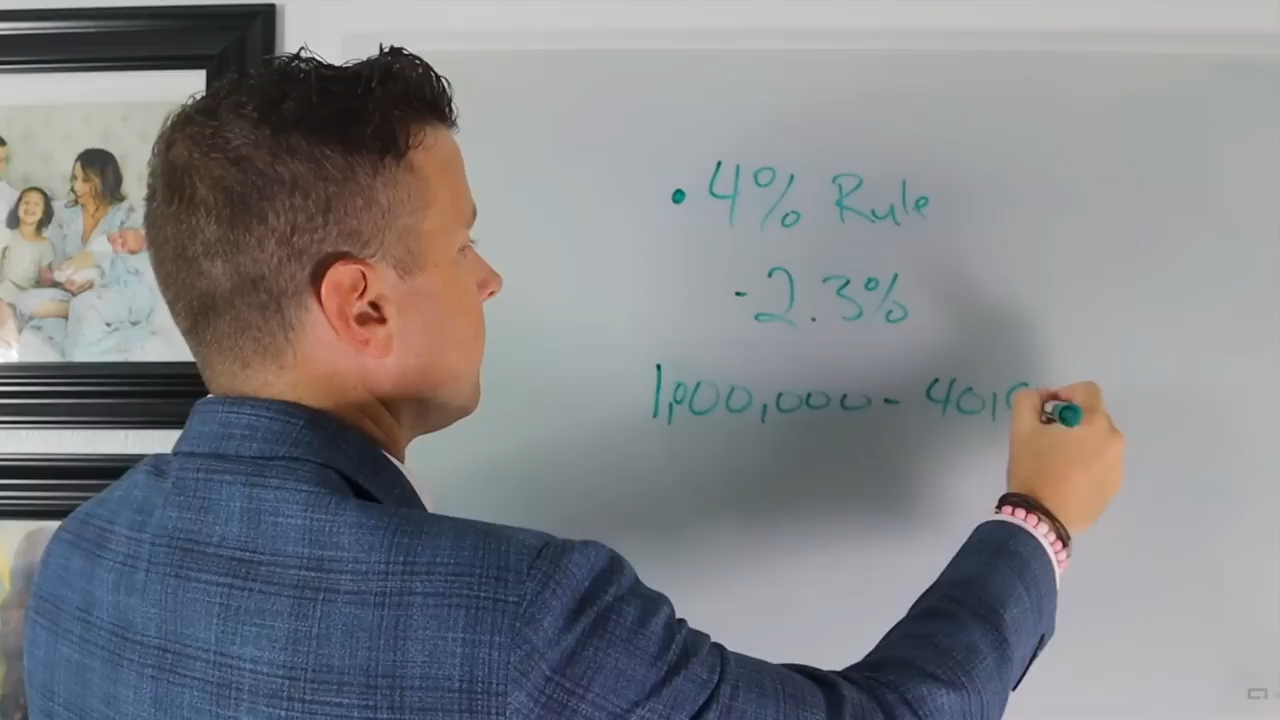 • 4% Rule
- 2.3%
1,000,000 - 401